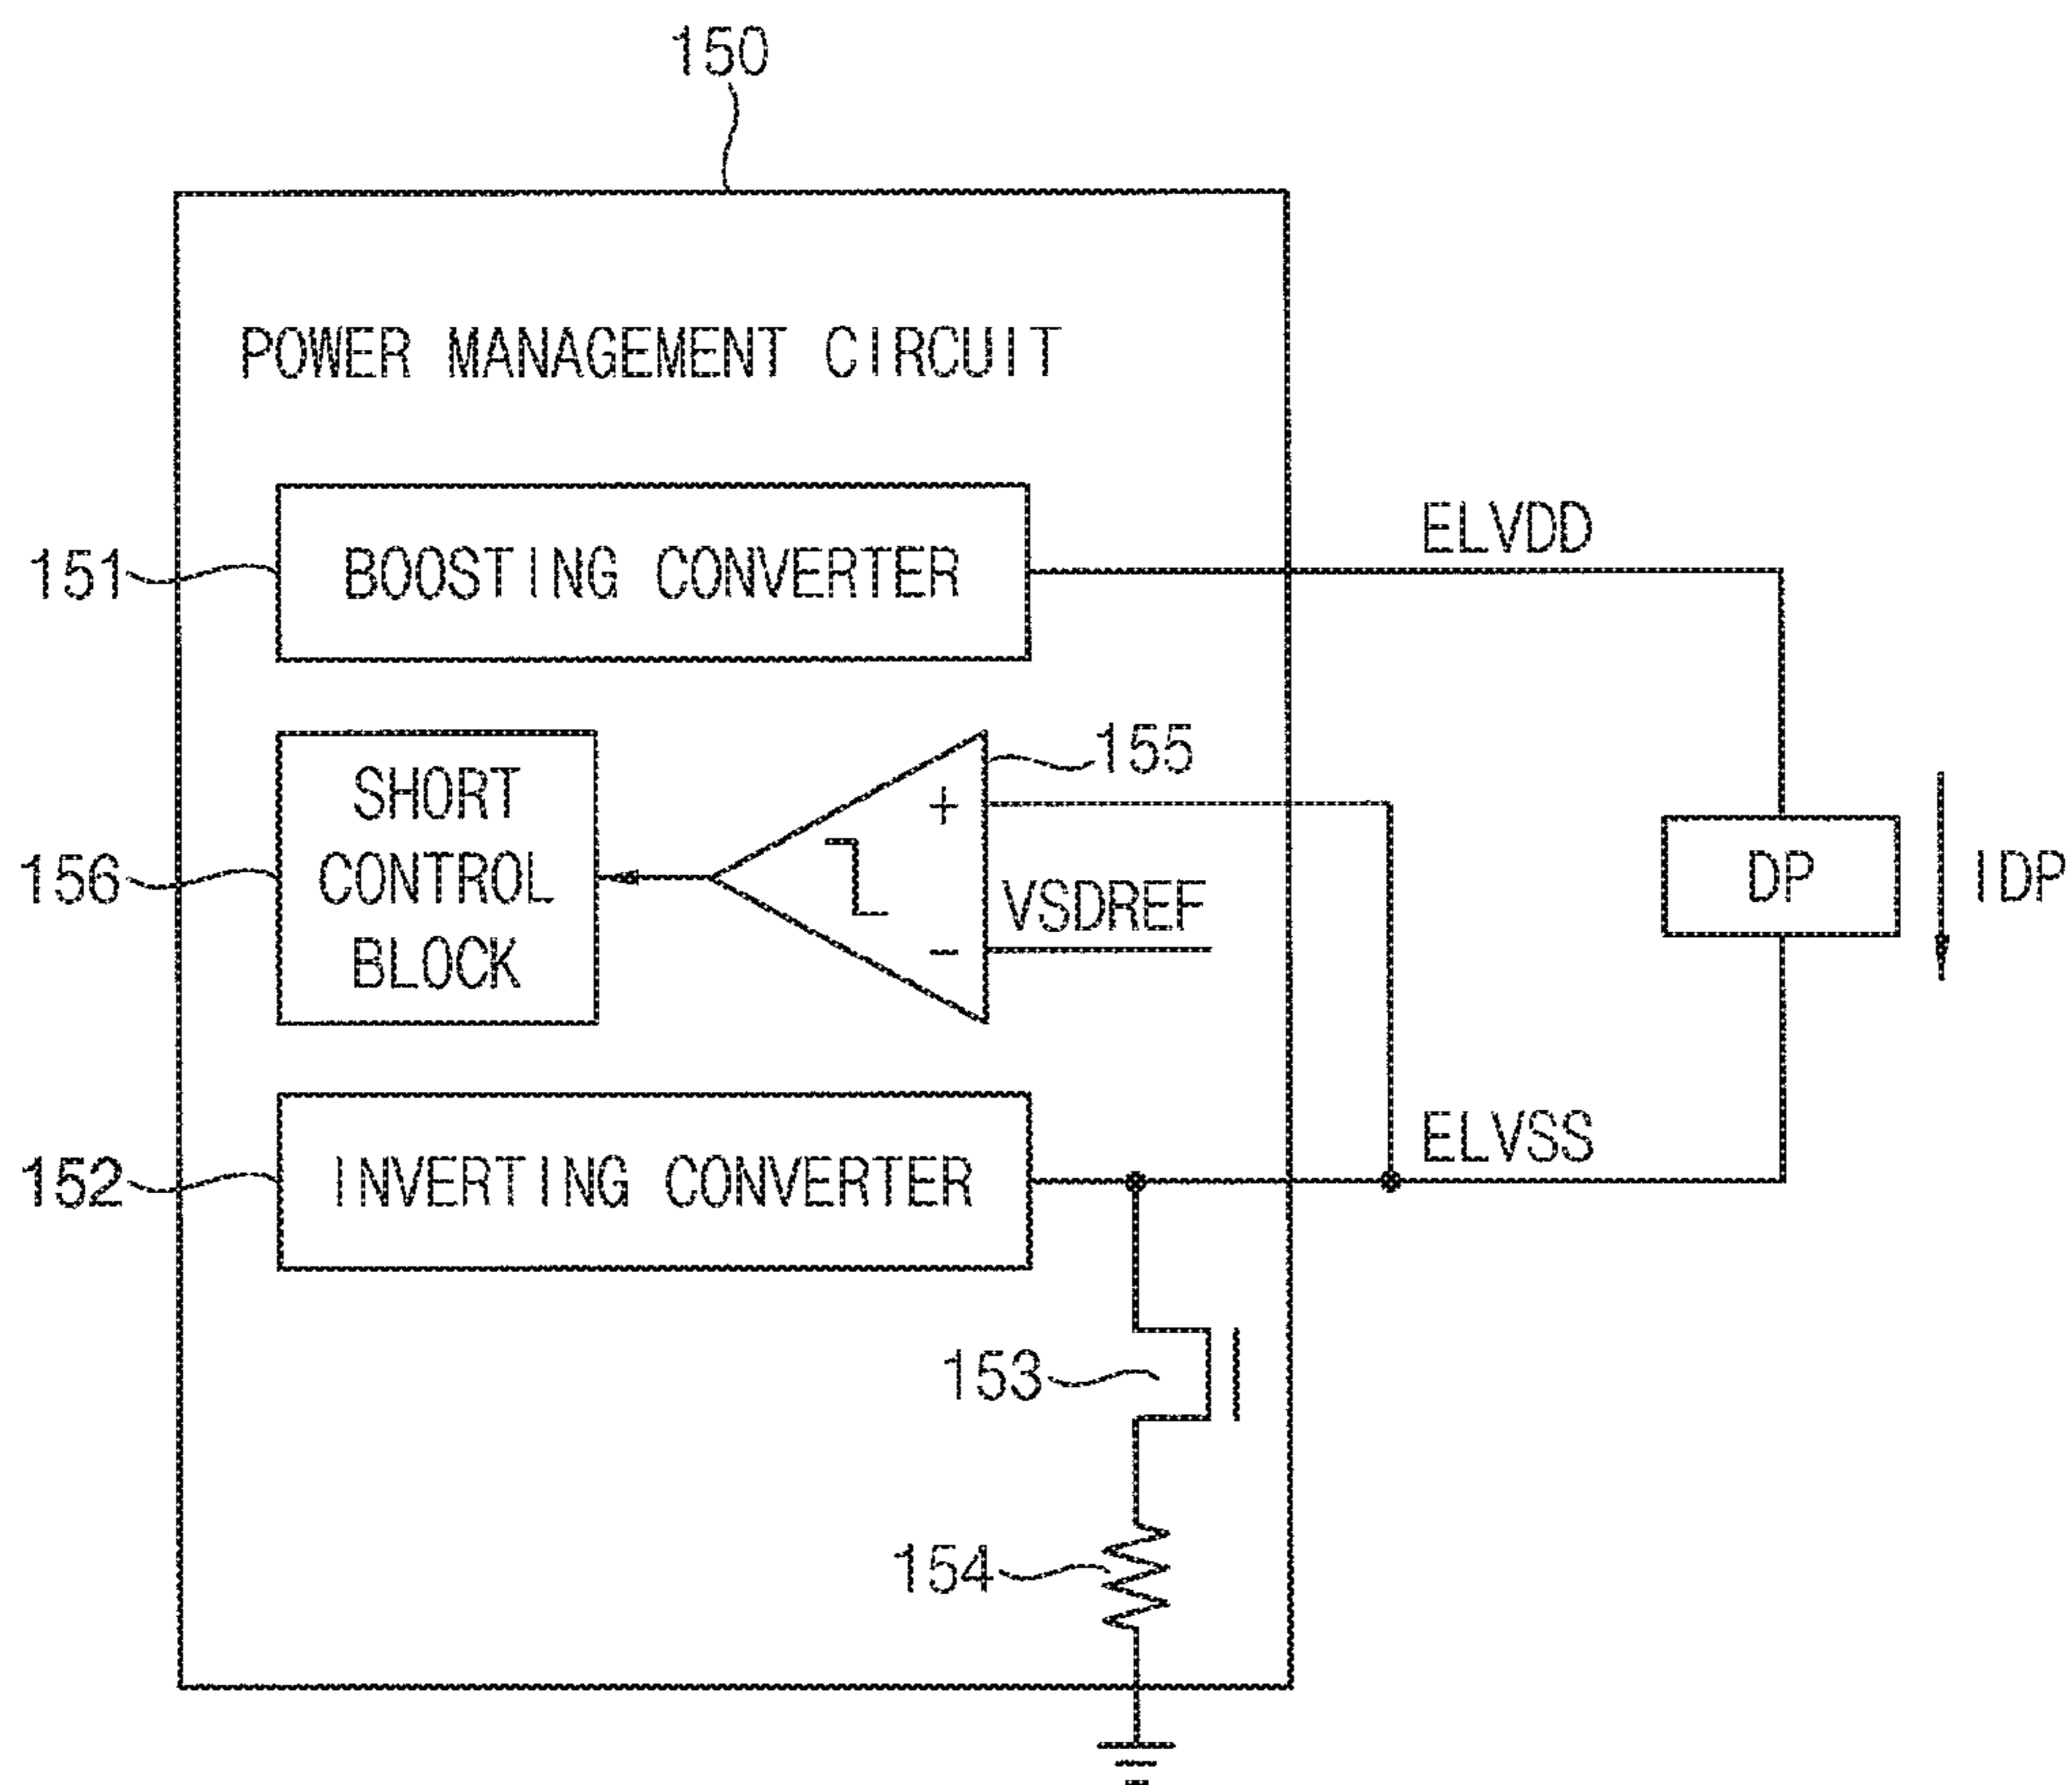 150
POWER MANAGEMENT CIRCUIT
ELVDD
151
BOOSTING CONVERTER
155
SHORT
CONTROL
BLOCK
156
+
-
VSDREF
DP
IDP
ELVSS
152
INVERTING CONVERTER
153
154